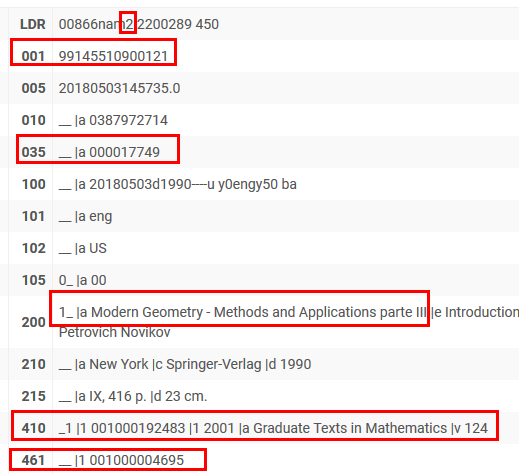 LDR 00866nam2 2200289 450
001 99145510900121
005 20180503145735.0
010 __ |a 0387972714
035 __ |a 000017749
100 __ |a 20180503d1990----u y0engy50 ba
101 __ |a eng
102 __ |a US
105 0_ |a 00
200 1_ |a Modern Geometry - Methods and Applications parte III |e Introduction
Petrovich Novikov
210 __ |a New York |c Springer-Verlag |d 1990
215 __ |a IX, 416 p. |d 23 cm.
410 _1 |1 001000192483 |1 2001 |a Graduate Texts in Mathematics |v 124
461 __ |1 001000004695